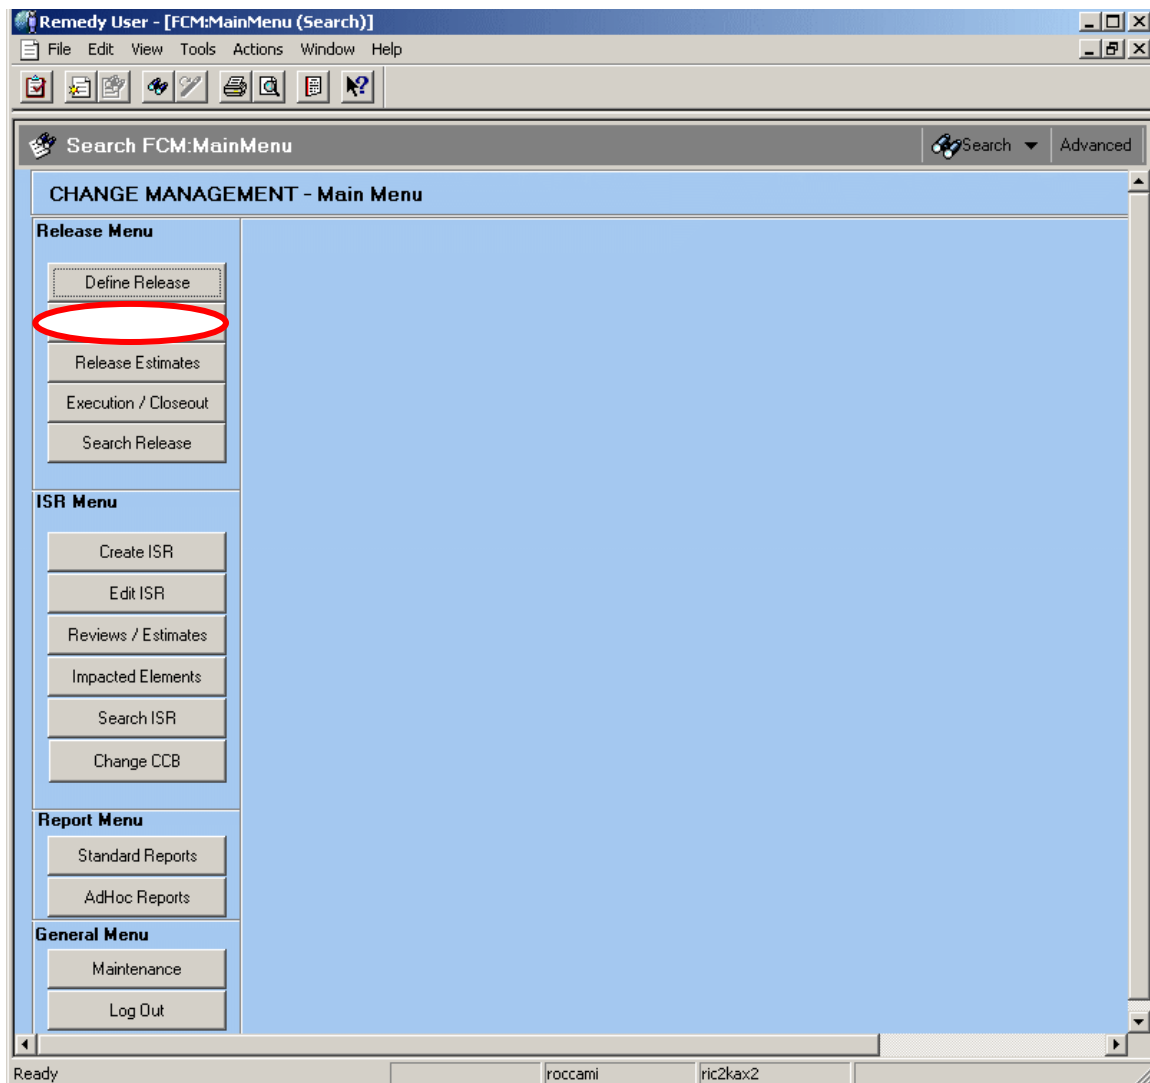 Remedy User - [FCM:MainMenu (Search)]
File Edit View Tools Actions Window Help
Search FCM:MainMenu Search Advanced
CHANGE MANAGEMENT - Main Menu
Release Menu
Define Release
Release Estimates
Execution / Closeout
Search Release
ISR Menu
Create ISR
Edit ISR
Reviews / Estimates
Impacted Elements
Search ISR
Change CCB
Report Menu
Standard Reports
AdHoc Reports
General Menu
Maintenance
Log Out
Ready roccami ric2kax2